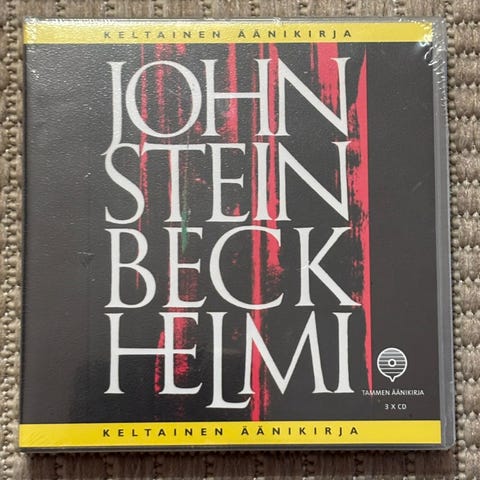 KELTAINEN ÄÄNIKIRJA
JOHN
STEIN
BECK
HELMI
TAMMEN ÄÄNIKIRJA
3 X CD
KELTAINEN ÄÄNIKIRJA